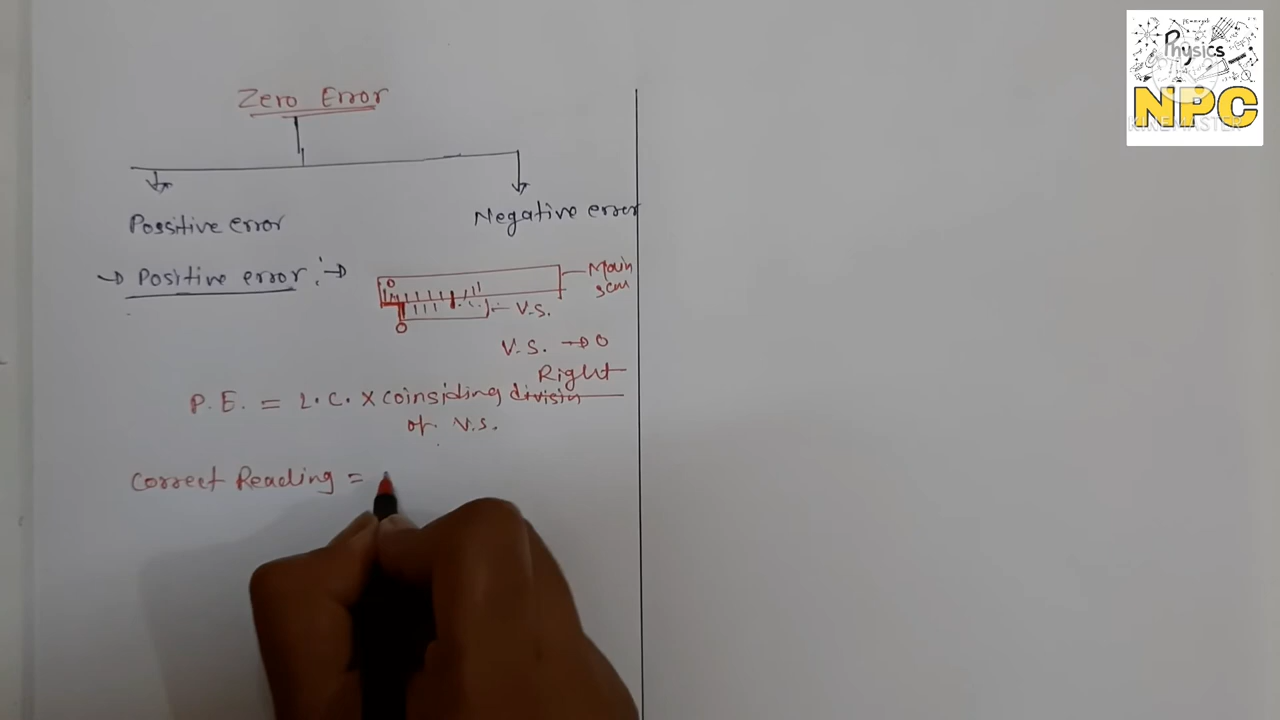 Physics
NPC
KINEMASTER
Zero Error
Possitive error
Negative error
→ Positive error :→
0
Main
V.S.
0
V.S. → 0
Right
P.E. = L.C. X coinsiding division
of V.S.
Correct Reading =